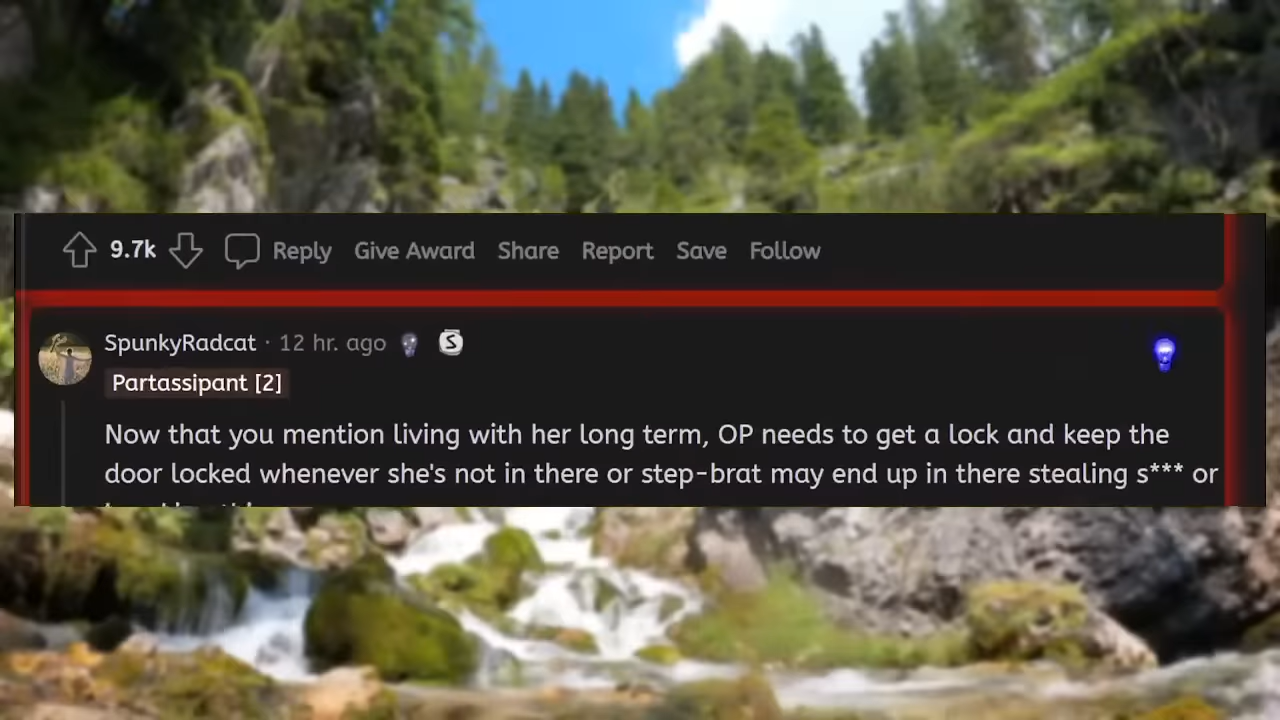 9.7k Reply Give Award Share Report Save Follow
SpunkyRadcat · 12 hr. ago S
Partassipant [2]
Now that you mention living with her long term, OP needs to get a lock and keep the
door locked whenever she's not in there or step-brat may end up in there stealing s*** or